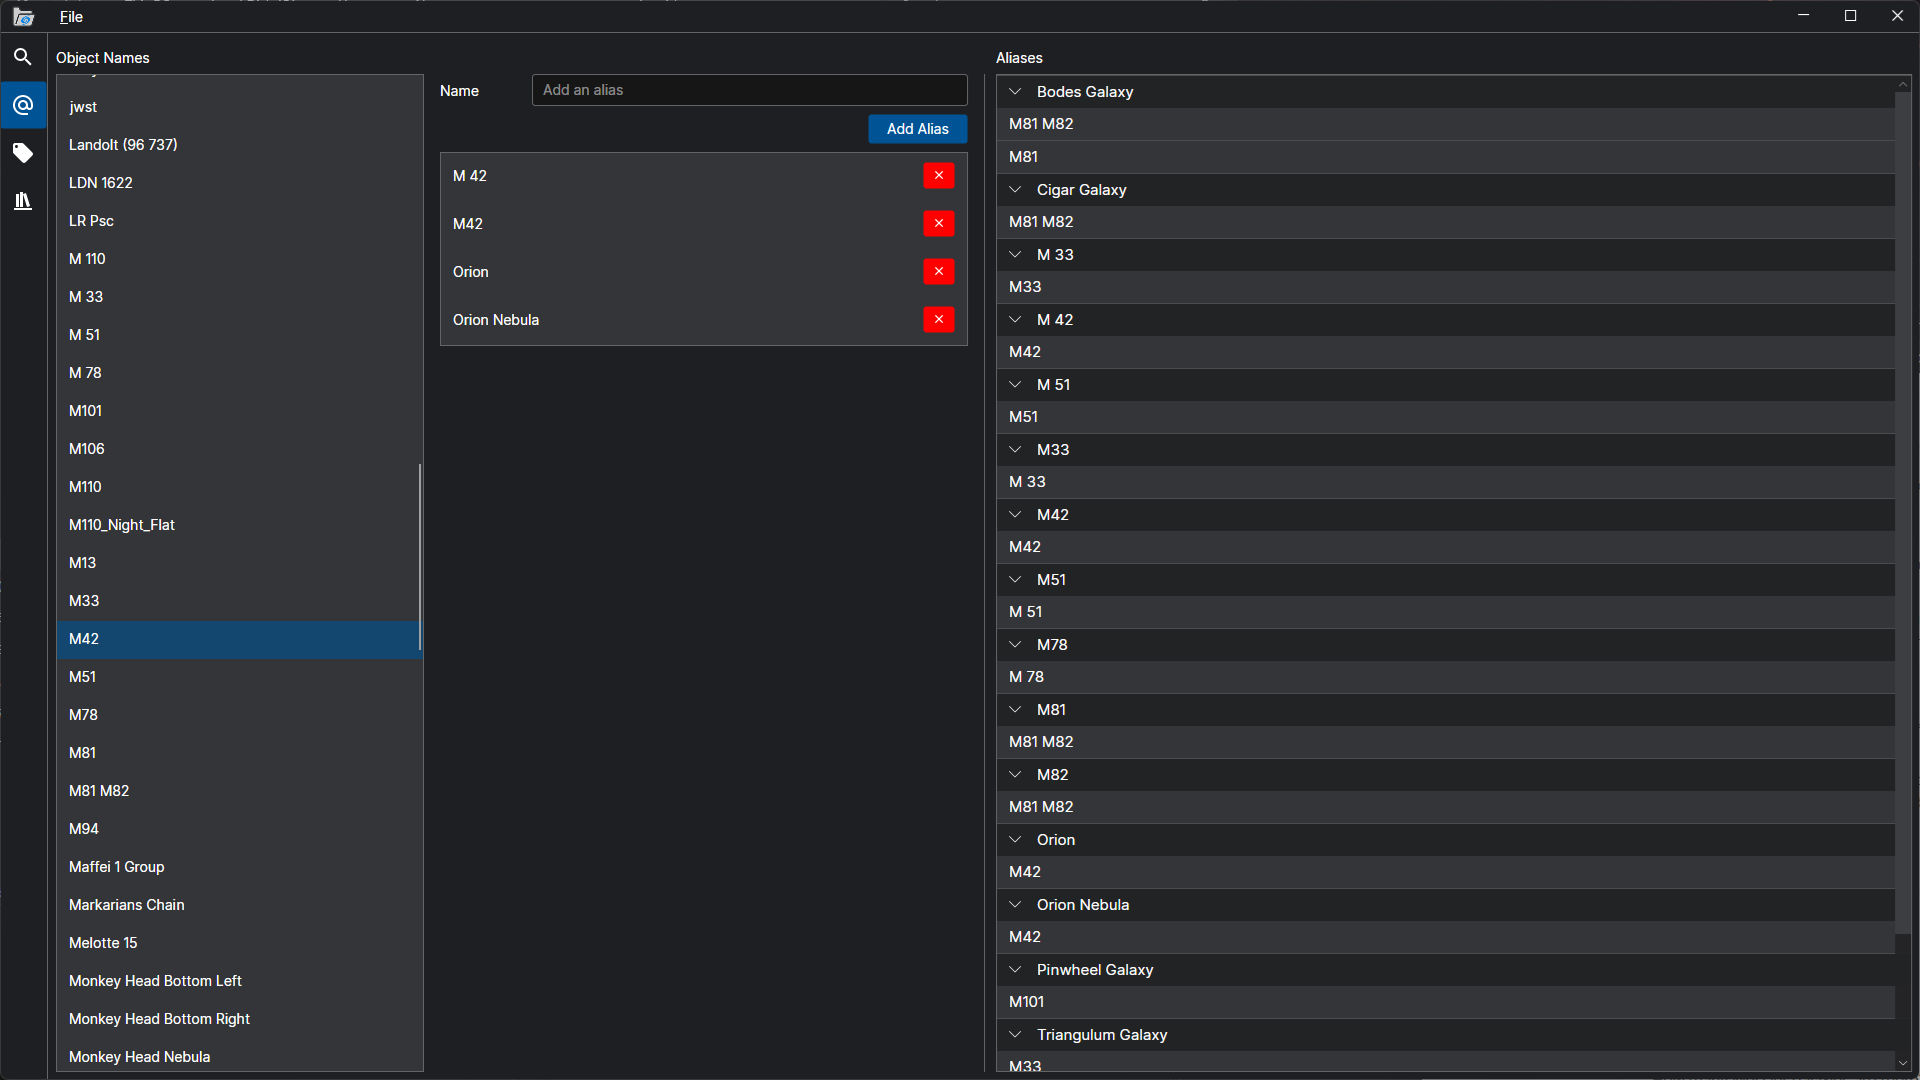 File
Object Names
jwst
Landolt (96 737)
LDN 1622
LR Psc
M 110
M 33
M 51
M 78
M101
M106
M110
M110_Night_Flat
M13
M33
M42
M51
M78
M81
M81 M82
M94
Maffei 1 Group
Markarians Chain
Melotte 15
Monkey Head Bottom Left
Monkey Head Bottom Right
Monkey Head Nebula
Name
Add an alias
Add Alias
M 42
M42
Orion
Orion Nebula
Aliases
Bodes Galaxy
M81 M82
M81
Cigar Galaxy
M81 M82
M 33
M33
M 42
M42
M 51
M51
M33
M 33
M42
M42
M51
M 51
M78
M 78
M81
M81 M82
M82
M81 M82
Orion
M42
Orion Nebula
M42
Pinwheel Galaxy
M101
Triangulum Galaxy
M33